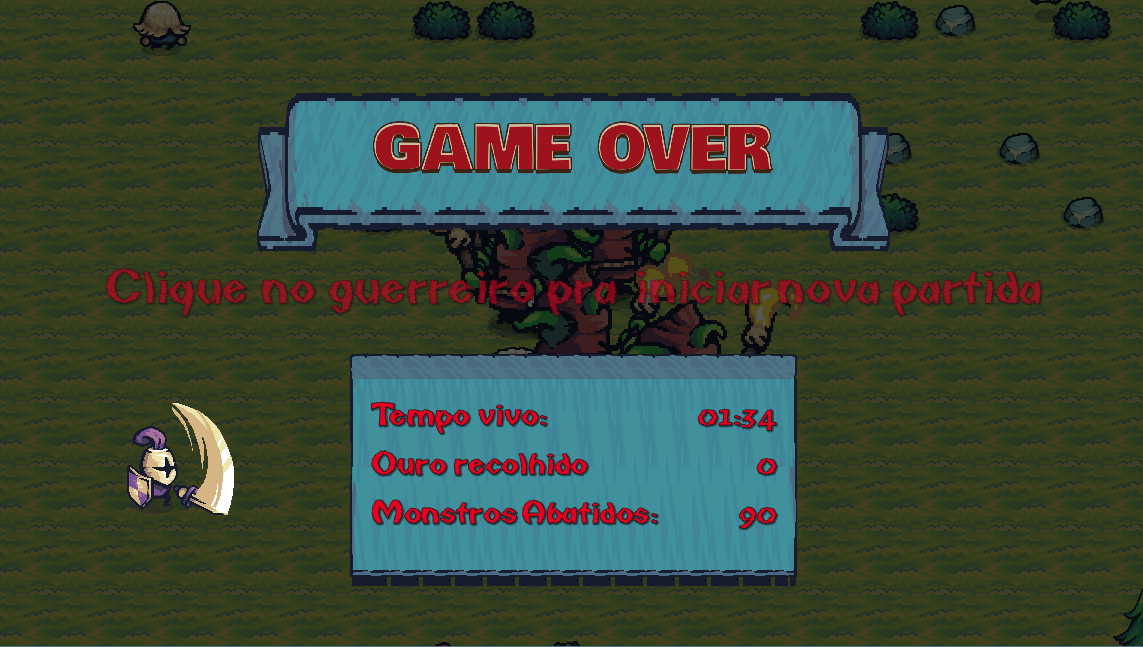 GAME OVER
Clique no guerreiro pra iniciar nova partida
Tempo vivo: 01:34
Ouro recolhido 0
Monstros Abatidos: 90